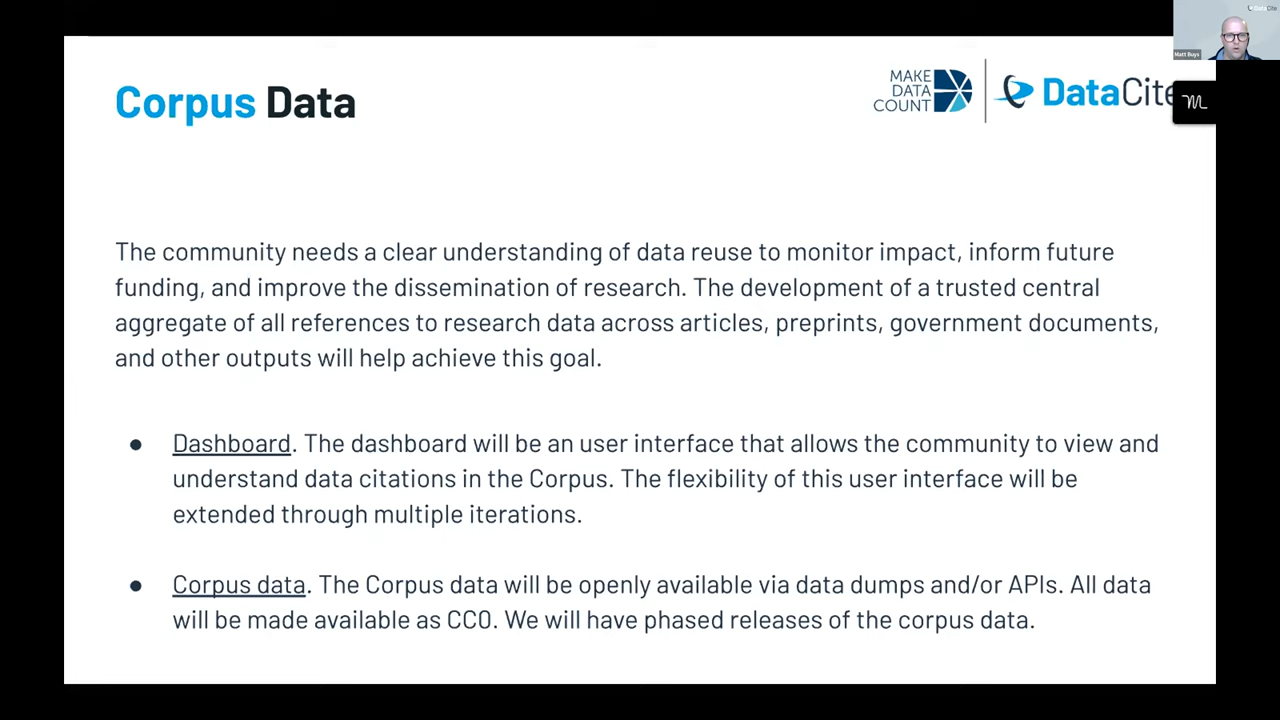 DataCite
Matt Buys
Corpus Data
MAKE
DATA
COUNT
DataCite
The community needs a clear understanding of data reuse to monitor impact, inform future
funding, and improve the dissemination of research. The development of a trusted central
aggregate of all references to research data across articles, preprints, government documents,
and other outputs will help achieve this goal.
● Dashboard. The dashboard will be an user interface that allows the community to view and
understand data citations in the Corpus. The flexibility of this user interface will be
extended through multiple iterations.
● Corpus data. The Corpus data will be openly available via data dumps and/or APIs. All data
will be made available as CC0. We will have phased releases of the corpus data.